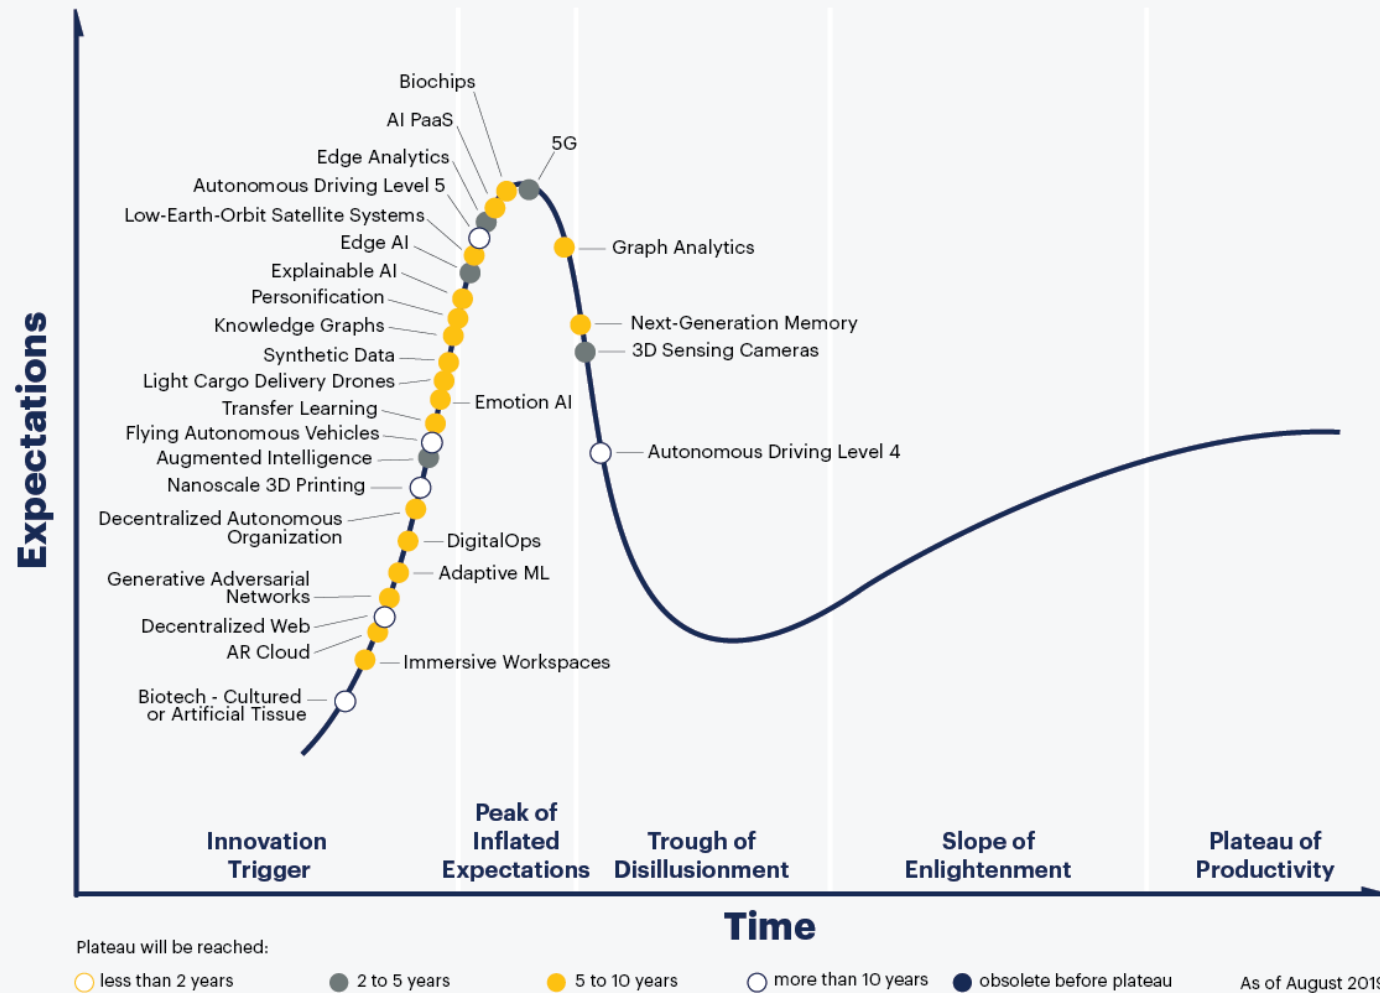 Biochips
AI PaaS
5G
Edge Analytics
Autonomous Driving Level 5
Low-Earth-Orbit Satellite Systems
Edge AI
Graph Analytics
Explainable AI
Personification
Knowledge Graphs
Next-Generation Memory
3D Sensing Cameras
Synthetic Data
Light Cargo Delivery Drones
Emotion AI
Transfer Learning
Flying Autonomous Vehicles
Autonomous Driving Level 4
Augmented Intelligence
Nanoscale 3D Printing
Decentralized Autonomous
Organization
DigitalOps
Adaptive ML
Generative Adversarial
Networks
Decentralized Web
AR Cloud
Immersive Workspaces
Biotech - Cultured
or Artificial Tissue
Expectations
Innovation
Trigger
Peak of
Inflated
Expectations
Trough of
Disillusionment
Slope of
Enlightenment
Plateau of
Productivity
Time
Plateau will be reached:
less than 2 years
2 to 5 years
5 to 10 years
more than 10 years
obsolete before plateau
As of August 2019